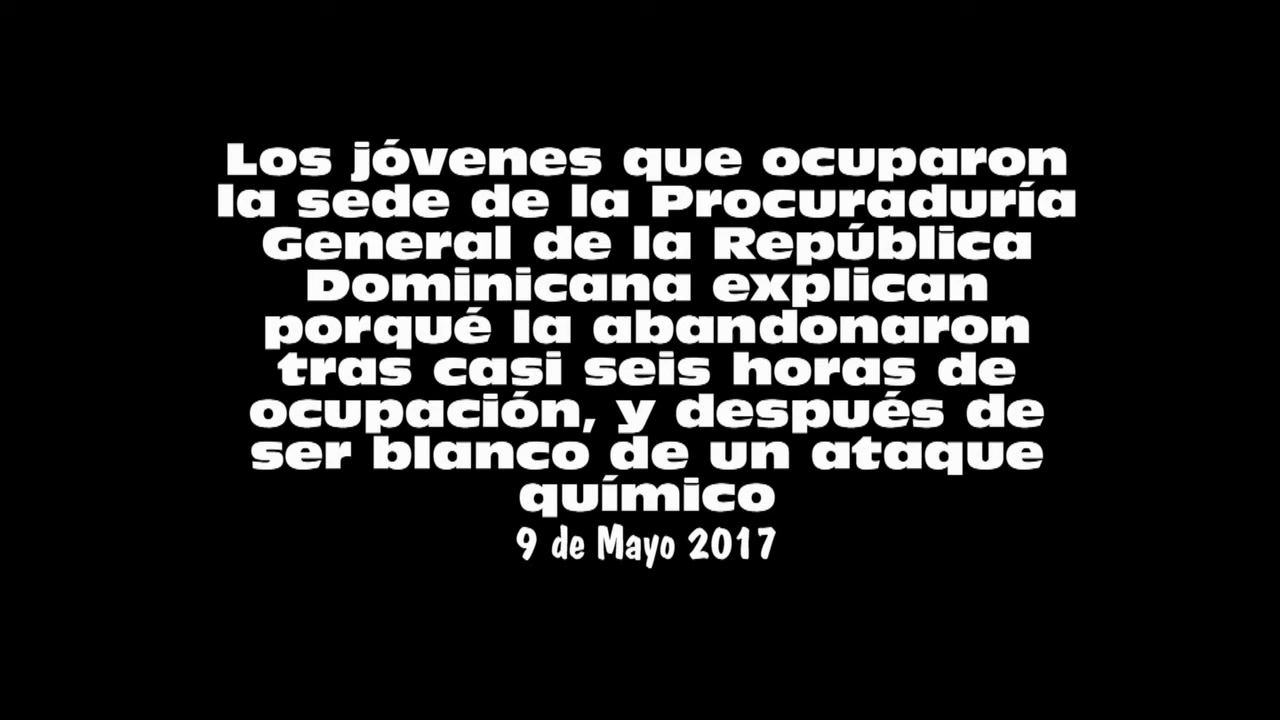 Los jóvenes que ocuparon
la sede de la Procuraduría
General de la República
Dominicana explican
porqué la abandonaron
tras casi seis horas de
ocupación, y después de
ser blanco de un ataque
químico
9 de Mayo 2017